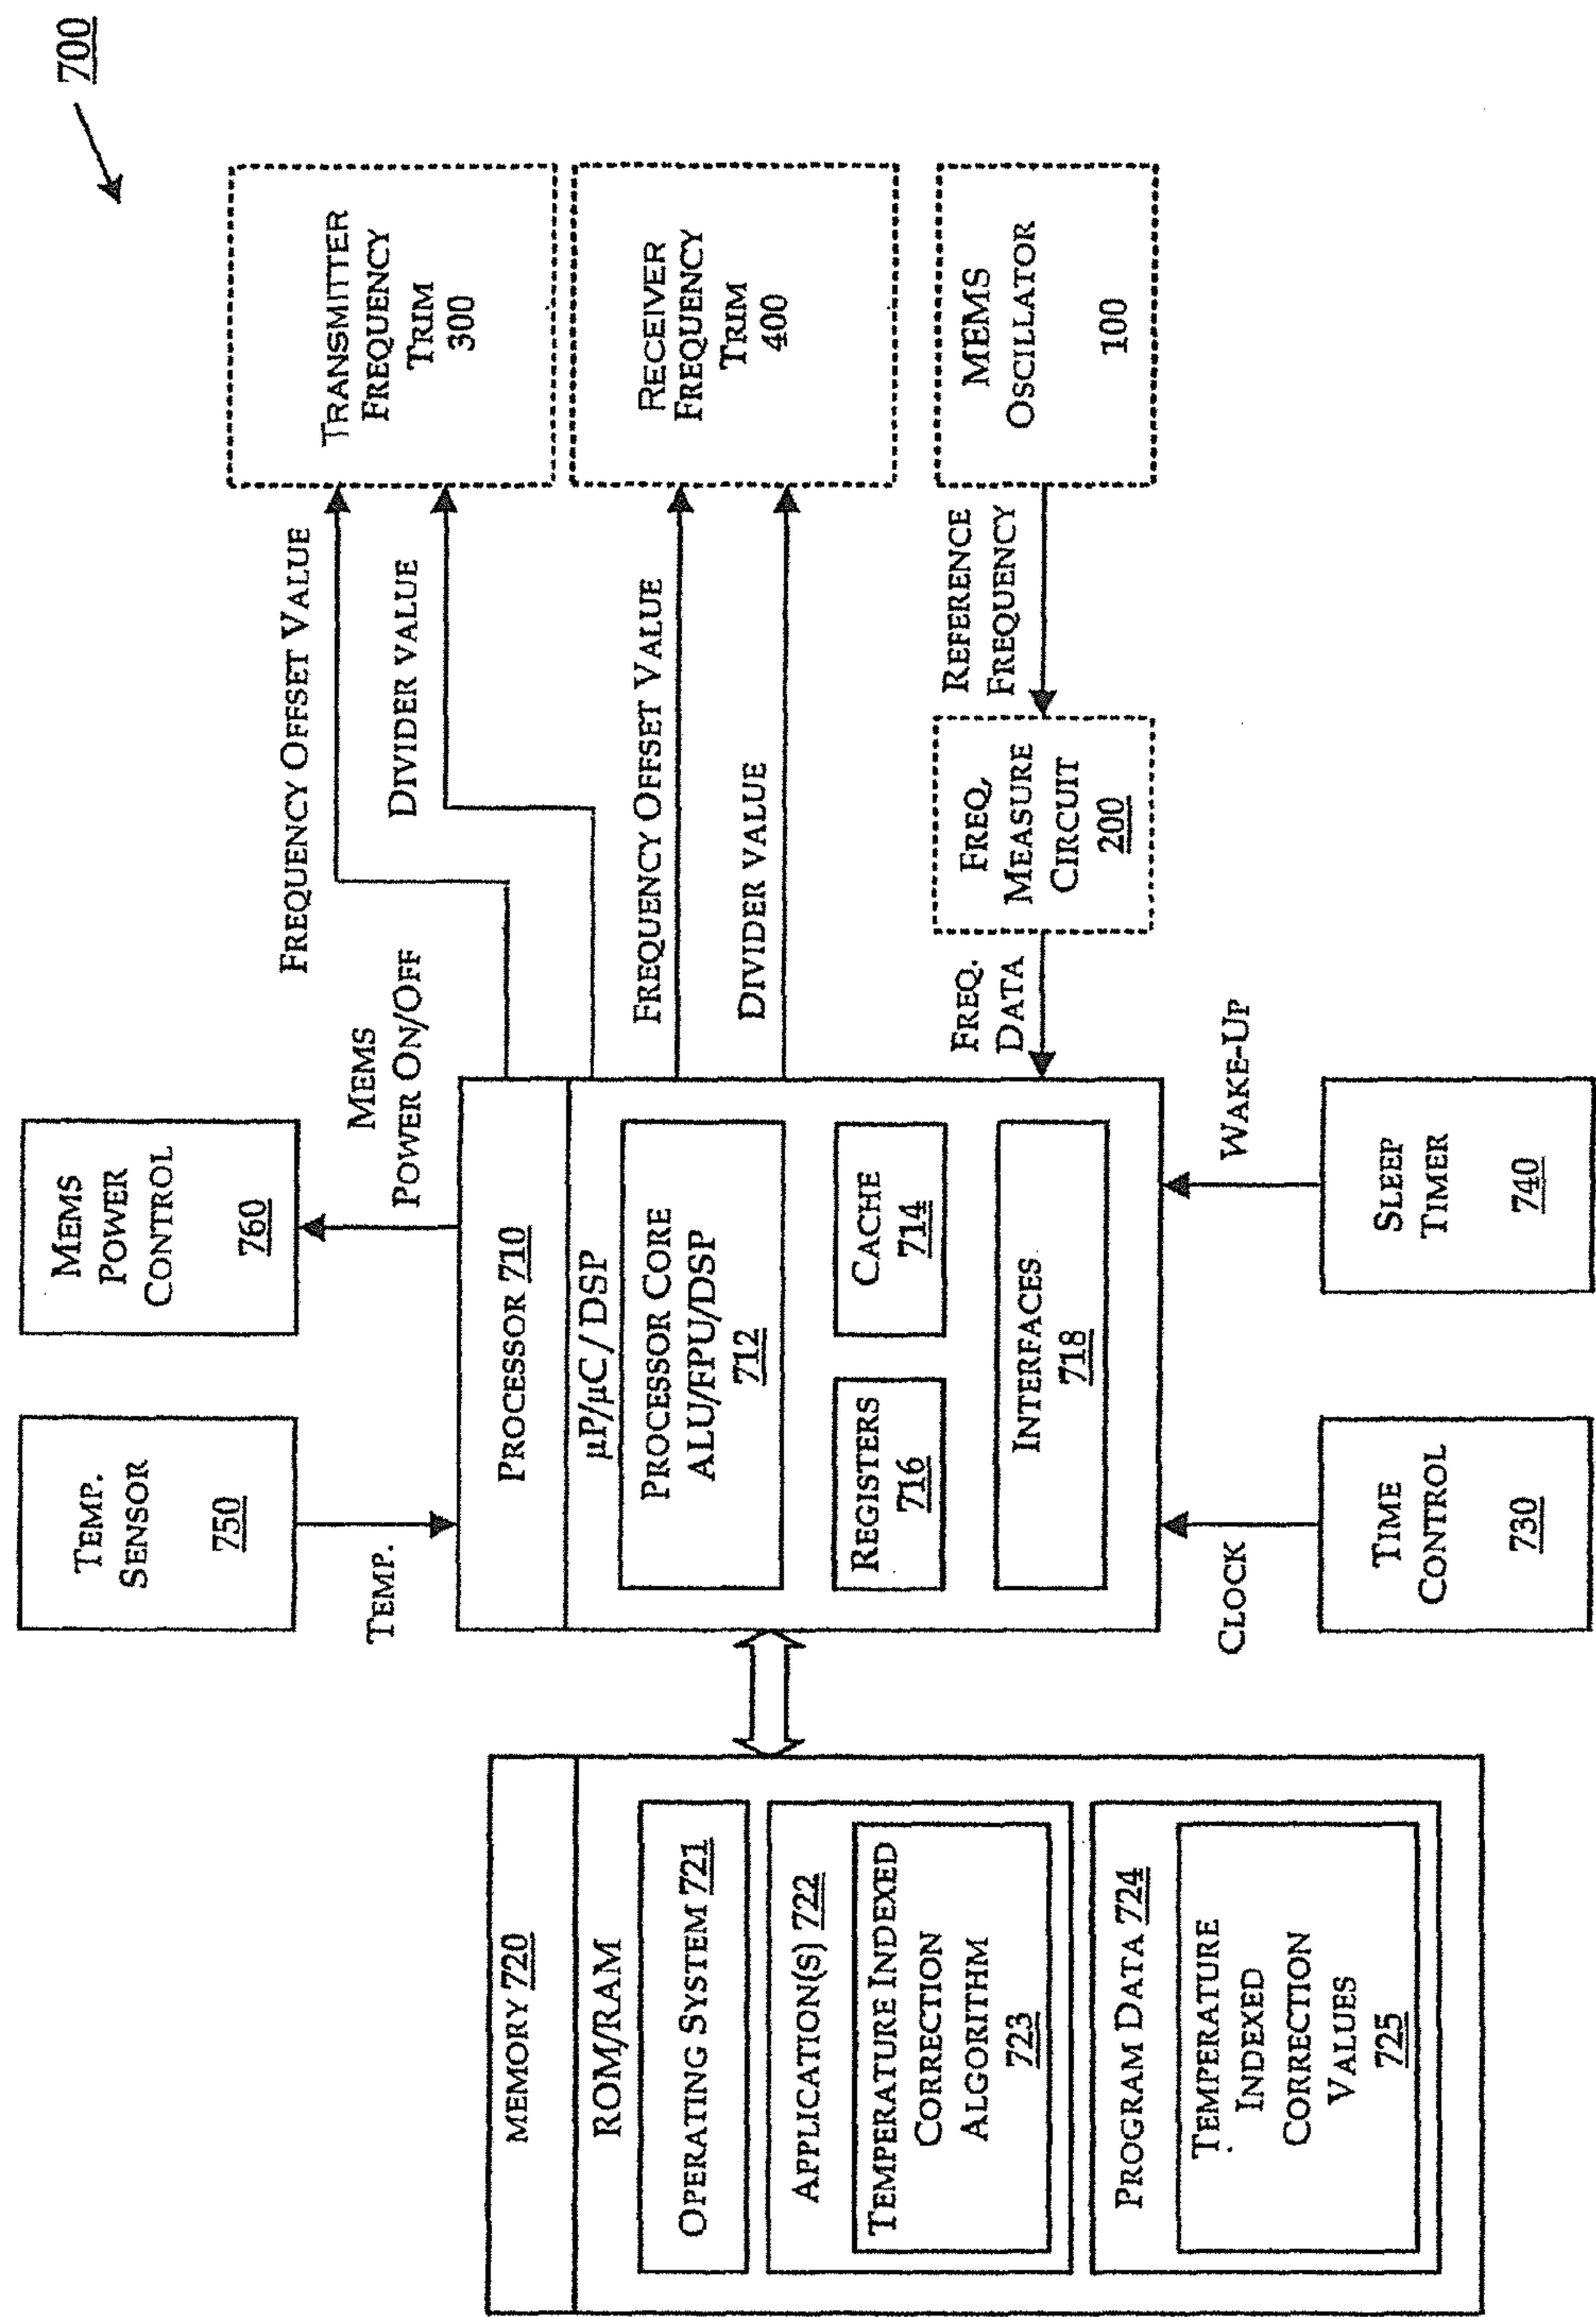 700
TEMP.
SENSOR
750
MEMS
POWER
CONTROL
760
TEMP.
MEMS
POWER ON/OFF
FREQUENCY OFFSET VALUE
DIVIDER VALUE
FREQUENCY OFFSET VALUE
DIVIDER VALUE
TRANSMITTER
FREQUENCY
TRIM
300
RECEIVER
FREQUENCY
TRIM
400
MEMS
OSCILLATOR
100
REFERENCE
FREQUENCY
FREQ.
MEASURE
CIRCUIT
200
FREQ.
DATA
MEMORY 720
ROM/RAM
OPERATING SYSTEM 721
APPLICATION(S) 722
TEMPERATURE INDEXED
CORRECTION
ALGORITHM
723
PROGRAM DATA 724
TEMPERATURE
INDEXED
CORRECTION
VALUES
725
PROCESSOR 710
µP/µC / DSP
PROCESSOR CORE
ALU/FPU/DSP
712
REGISTERS
716
CACHE
714
INTERFACES
718
CLOCK
WAKE-UP
TIME
CONTROL
730
SLEEP
TIMER
740